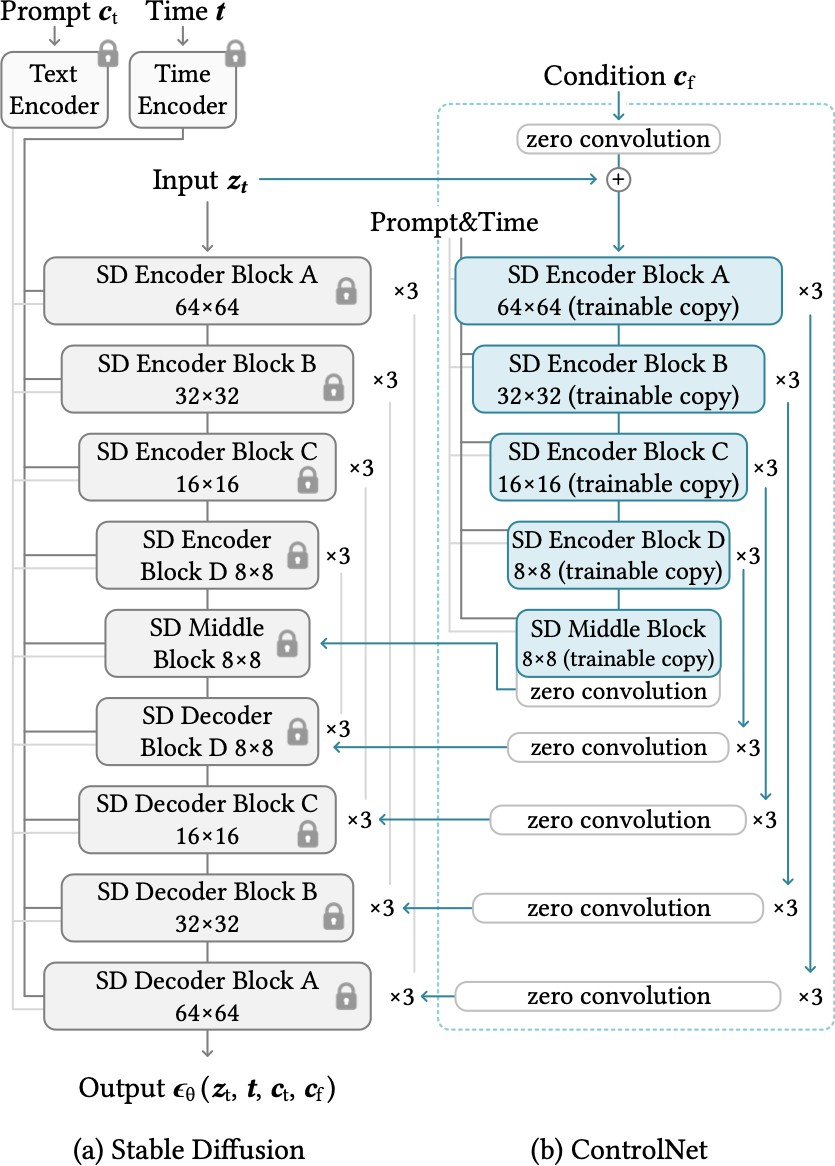 Prompt cₜ
Time t
Text
Encoder
Time
Encoder
Input zₜ
SD Encoder Block A
64×64
×3
SD Encoder Block B
32×32
×3
SD Encoder Block C
16×16
×3
SD Encoder
Block D 8×8
×3
SD Middle
Block 8×8
SD Decoder
Block D 8×8
×3
SD Decoder Block C
16×16
×3
SD Decoder Block B
32×32
×3
SD Decoder Block A
64×64
×3
Output ϵθ(zₜ, t, cₜ, c_f)
(a) Stable Diffusion
Condition c_f
zero convolution
+
Prompt&Time
SD Encoder Block A
64×64 (trainable copy)
×3
SD Encoder Block B
32×32 (trainable copy)
×3
SD Encoder Block C
16×16 (trainable copy)
×3
SD Encoder Block D
8×8 (trainable copy)
×3
SD Middle Block
8×8 (trainable copy)
zero convolution
zero convolution
×3
zero convolution
×3
zero convolution
×3
zero convolution
×3
(b) ControlNet